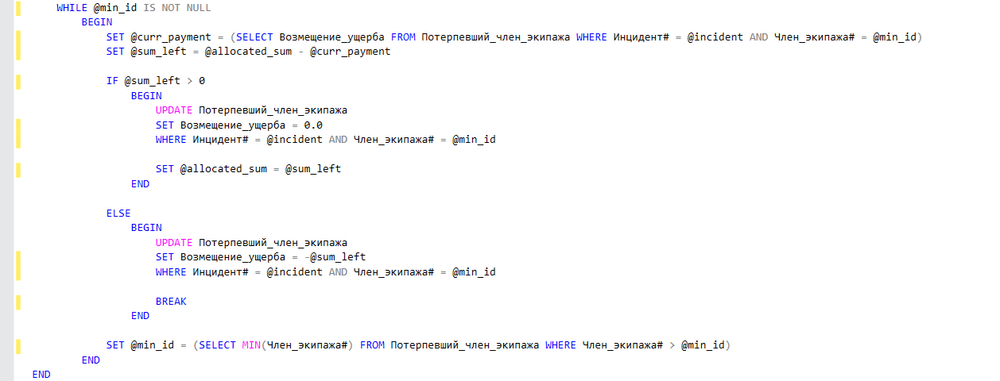 WHILE @min_id IS NOT NULL
BEGIN
SET @curr_payment = (SELECT Возмещение_ущерба FROM Потерпевший_член_экипажа WHERE Инцидент# = @incident AND Член_экипажа# = @min_id)
SET @sum_left = @allocated_sum - @curr_payment
IF @sum_left > 0
BEGIN
UPDATE Потерпевший_член_экипажа
SET Возмещение_ущерба = 0.0
WHERE Инцидент# = @incident AND Член_экипажа# = @min_id
SET @allocated_sum = @sum_left
END
ELSE
BEGIN
UPDATE Потерпевший_член_экипажа
SET Возмещение_ущерба = -@sum_left
WHERE Инцидент# = @incident AND Член_экипажа# = @min_id
BREAK
END
SET @min_id = (SELECT MIN(Член_экипажа#) FROM Потерпевший_член_экипажа WHERE Член_экипажа# > @min_id)
END
END